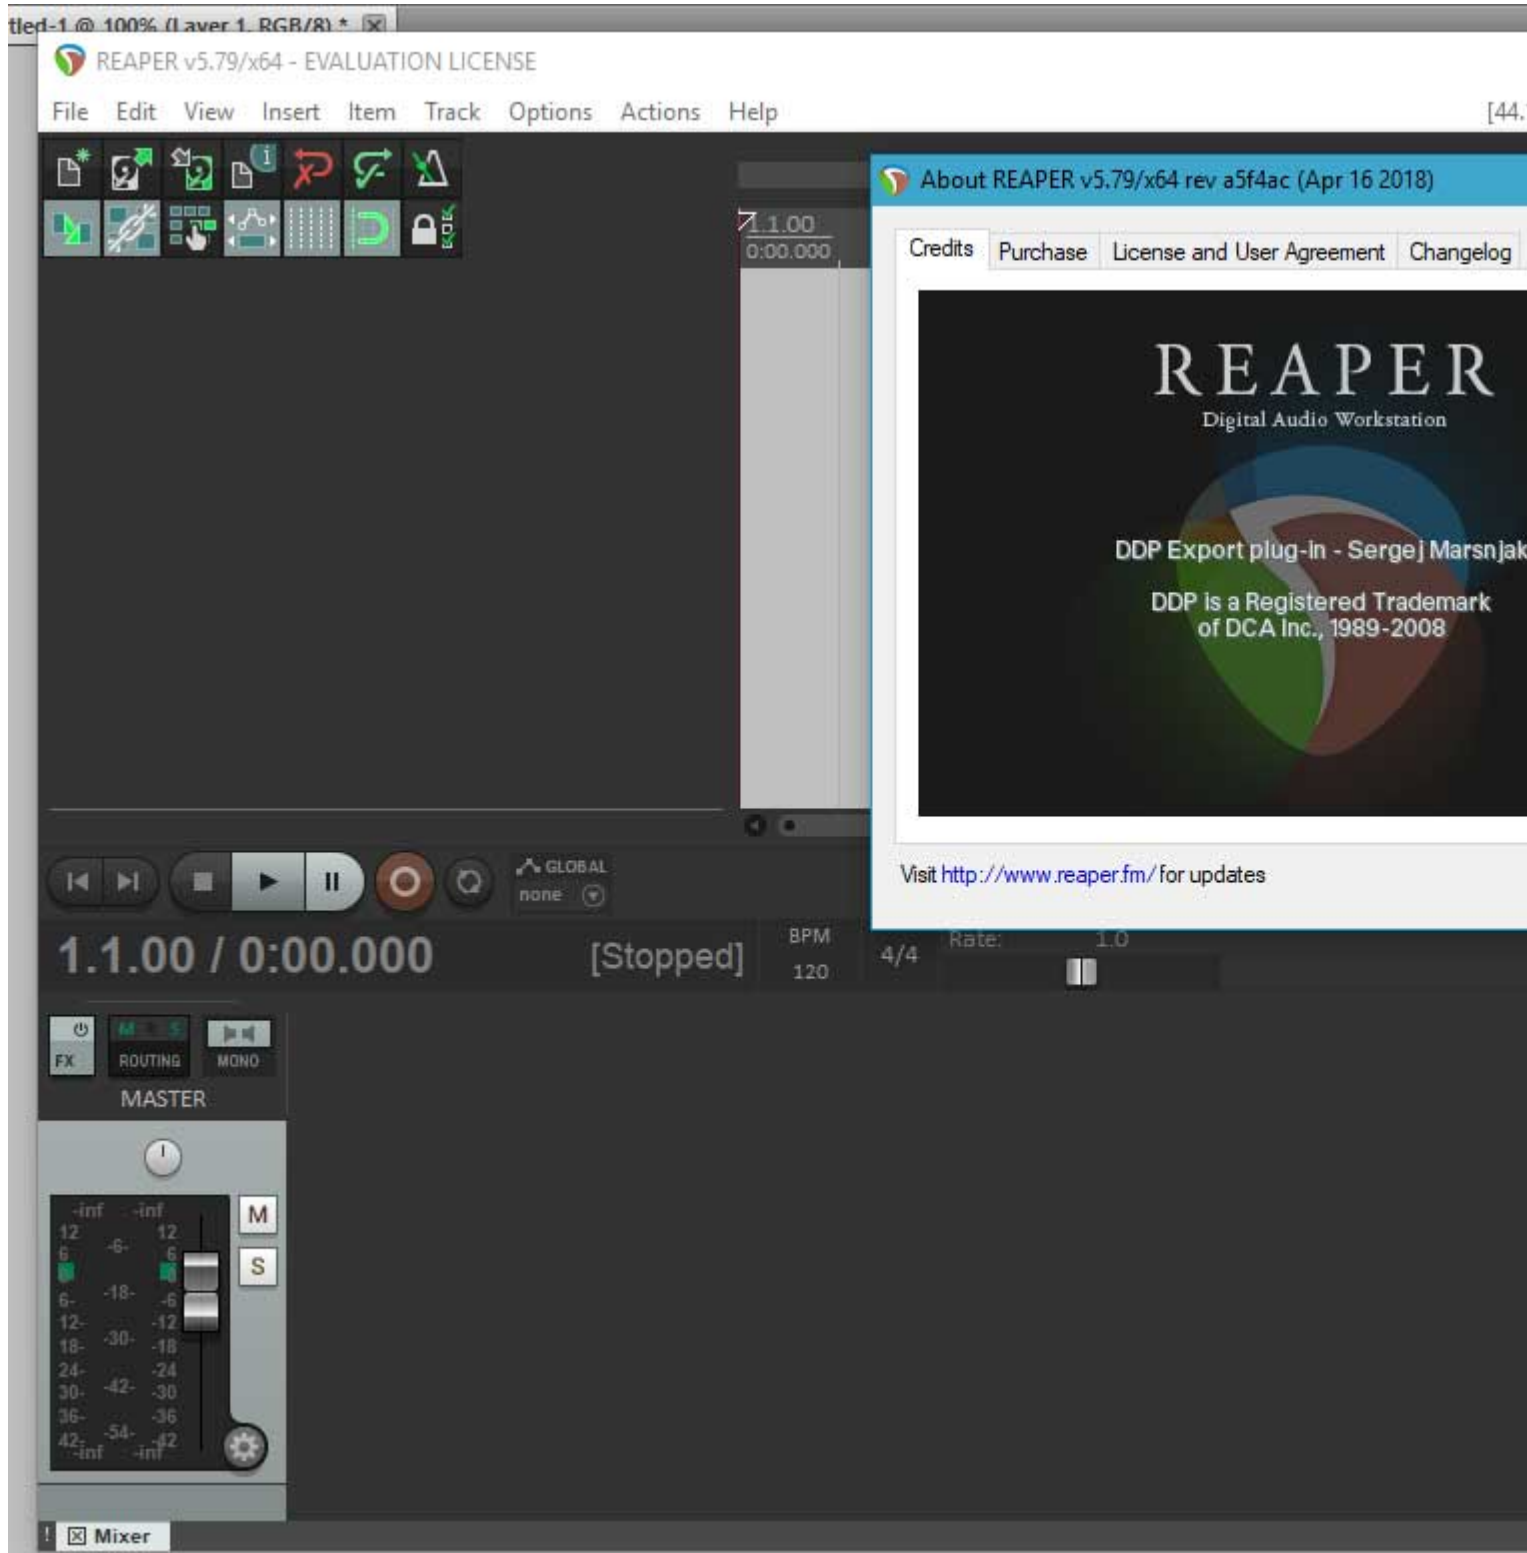 tled-1 @ 100% (Layer 1, RGB/8) *
REAPER v5.79/x64 - EVALUATION LICENSE
File Edit View Insert Item Track Options Actions Help [44.
About REAPER v5.79/x64 rev a5f4ac (Apr 16 2018)
1.1.00
0:00.000
Credits Purchase License and User Agreement Changelog
REAPER
Digital Audio Workstation
DDP Export plug-in - Sergej Marsnjak
DDP is a Registered Trademark
of DCA Inc., 1989-2008
Visit http://www.reaper.fm/ for updates
GLOBAL
none
1.1.00 / 0:00.000 [Stopped]
BPM
120
4/4
Rate: 1.0
FX
M S
ROUTING
MONO
MASTER
M
S
-inf -inf
12 12
-6-
6 6
-18-
6- -6
12- -12
-30-
18- -18
24- -24
-42-
30- -30
36- -36
-54-
42- -42
-inf -inf
! Mixer